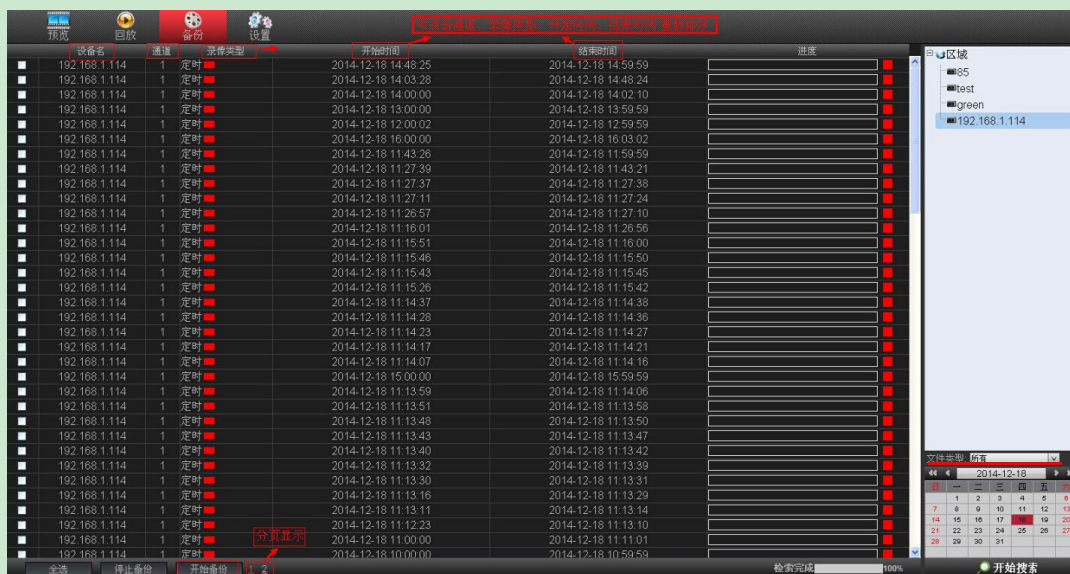 预览 回放 备份 设置
设备名 通道 录像类型 开始时间 结束时间 进度
192.168.1.114 1 定时 2014-12-18 14:48:25 2014-12-18 14:59:59
192.168.1.114 1 定时 2014-12-18 14:03:28 2014-12-18 14:48:24
192.168.1.114 1 定时 2014-12-18 14:00:00 2014-12-18 14:02:10
192.168.1.114 1 定时 2014-12-18 13:00:00 2014-12-18 13:59:59
192.168.1.114 1 定时 2014-12-18 12:00:02 2014-12-18 12:59:59
192.168.1.114 1 定时 2014-12-18 16:00:00 2014-12-18 16:03:02
192.168.1.114 1 定时 2014-12-18 11:43:26 2014-12-18 11:59:59
192.168.1.114 1 定时 2014-12-18 11:27:39 2014-12-18 11:43:21
192.168.1.114 1 定时 2014-12-18 11:27:37 2014-12-18 11:27:38
192.168.1.114 1 定时 2014-12-18 11:27:11 2014-12-18 11:27:24
192.168.1.114 1 定时 2014-12-18 11:26:57 2014-12-18 11:27:10
192.168.1.114 1 定时 2014-12-18 11:16:01 2014-12-18 11:26:56
192.168.1.114 1 定时 2014-12-18 11:15:51 2014-12-18 11:16:00
192.168.1.114 1 定时 2014-12-18 11:15:46 2014-12-18 11:15:50
192.168.1.114 1 定时 2014-12-18 11:15:43 2014-12-18 11:15:45
192.168.1.114 1 定时 2014-12-18 11:15:26 2014-12-18 11:15:42
192.168.1.114 1 定时 2014-12-18 11:14:37 2014-12-18 11:14:38
192.168.1.114 1 定时 2014-12-18 11:14:28 2014-12-18 11:14:36
192.168.1.114 1 定时 2014-12-18 11:14:23 2014-12-18 11:14:27
192.168.1.114 1 定时 2014-12-18 11:14:17 2014-12-18 11:14:21
192.168.1.114 1 定时 2014-12-18 11:14:07 2014-12-18 11:14:16
192.168.1.114 1 定时 2014-12-18 15:00:00 2014-12-18 15:59:59
192.168.1.114 1 定时 2014-12-18 11:13:59 2014-12-18 11:14:06
192.168.1.114 1 定时 2014-12-18 11:13:51 2014-12-18 11:13:58
192.168.1.114 1 定时 2014-12-18 11:13:48 2014-12-18 11:13:50
192.168.1.114 1 定时 2014-12-18 11:13:43 2014-12-18 11:13:47
192.168.1.114 1 定时 2014-12-18 11:13:40 2014-12-18 11:13:42
192.168.1.114 1 定时 2014-12-18 11:13:32 2014-12-18 11:13:39
192.168.1.114 1 定时 2014-12-18 11:13:30 2014-12-18 11:13:31
192.168.1.114 1 定时 2014-12-18 11:13:16 2014-12-18 11:13:29
192.168.1.114 1 定时 2014-12-18 11:13:11 2014-12-18 11:13:14
192.168.1.114 1 定时 2014-12-18 11:12:23 2014-12-18 11:13:10
192.168.1.114 1 定时 2014-12-18 11:00:00 2014-12-18 11:11:01
192.168.1.114 1 定时 2014-12-18 10:00:00 2014-12-18 10:59:59
分页显示
全选 停止备份 开始备份 1 2 检索完成 100%
区域
85
test
green
192.168.1.114
文件类型 所有
2014-12-18
日 一 二 三 四 五 六
1 2 3 4 5 6
7 8 9 10 11 12 13
14 15 16 17 18 19 20
21 22 23 24 25 26 27
28 29 30 31
开始搜索